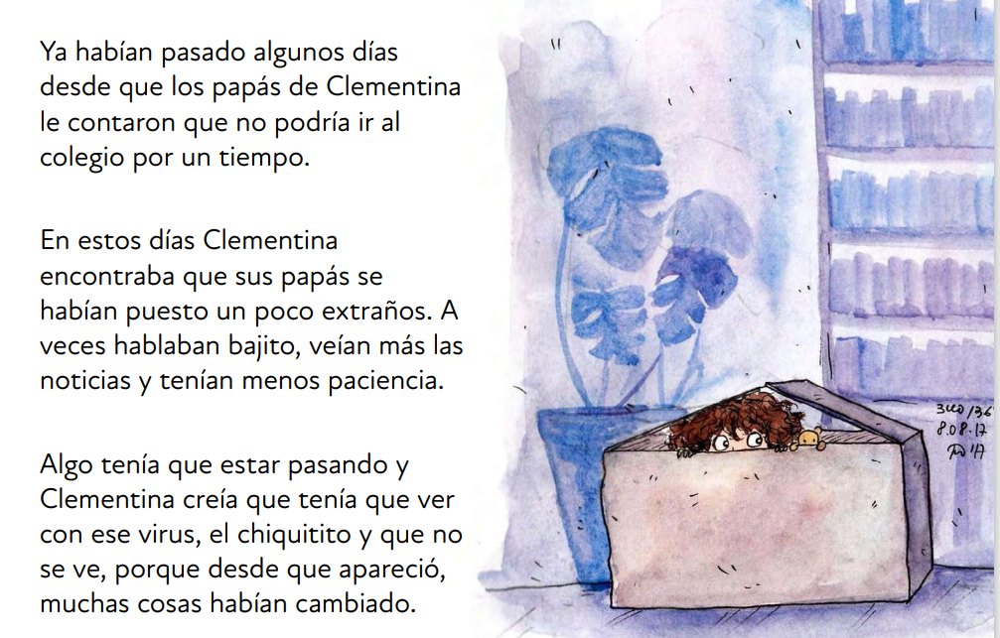 Ya habían pasado algunos días
desde que los papás de Clementina
le contaron que no podría ir al
colegio por un tiempo.
En estos días Clementina
encontraba que sus papás se
habían puesto un poco extraños. A
veces hablaban bajito, veían más las
noticias y tenían menos paciencia.
Algo tenía que estar pasando y
Clementina creía que tenía que ver
con ese virus, el chiquitito y que no
se ve, porque desde que apareció,
muchas cosas habían cambiado.
8.08.17